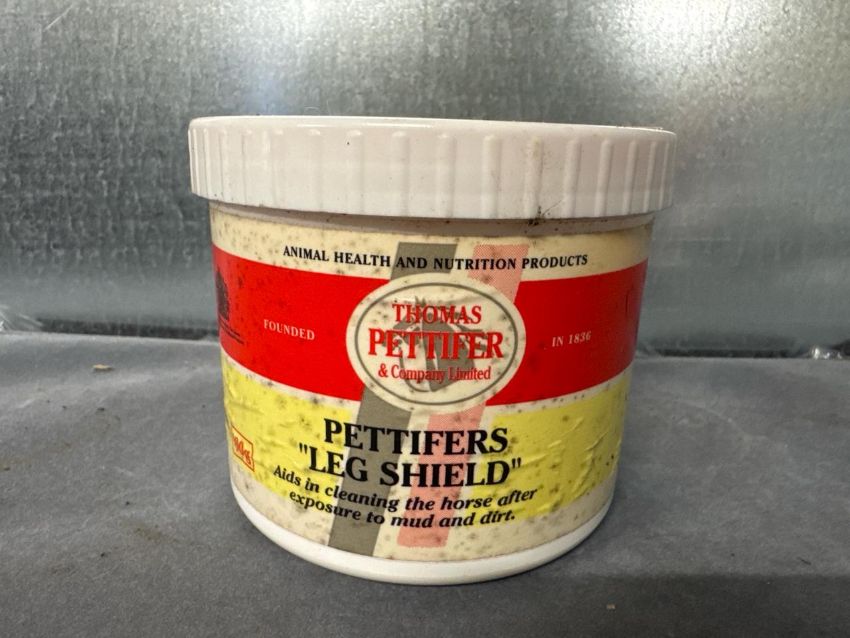 ANIMAL HEALTH AND NUTRITION PRODUCTS
FOUNDED
THOMAS
PETTIFER
& Company Limited
IN 1836
PETTIFERS
"LEG SHIELD"
Aids in cleaning the horse after
exposure to mud and dirt.